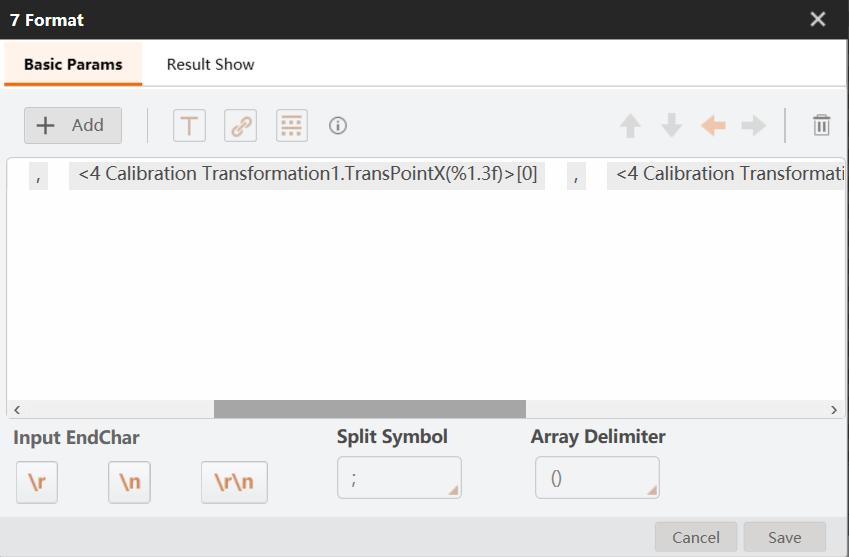 7 Format
Basic Params Result Show
+ Add
, <4 Calibration Transformation1.TransPointX(%1.3f)>[0] , <4 Calibration Transformati
Input EndChar Split Symbol Array Delimiter
\r \n \r\n ; ()
Cancel Save